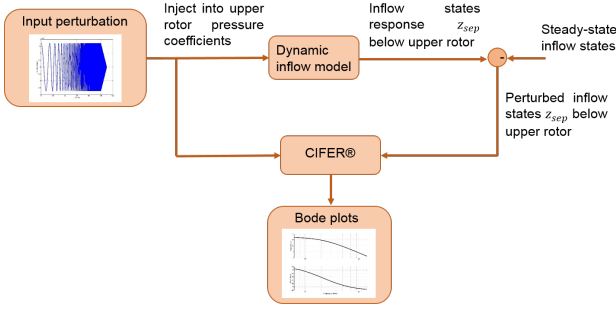 Input perturbation
Inject into upper
rotor pressure
coefficients
Dynamic
inflow model
Inflow states
response z_sep
below upper rotor
-
Steady-state
inflow states
Perturbed inflow
states z_sep below
upper rotor
CIFER®
Bode plots